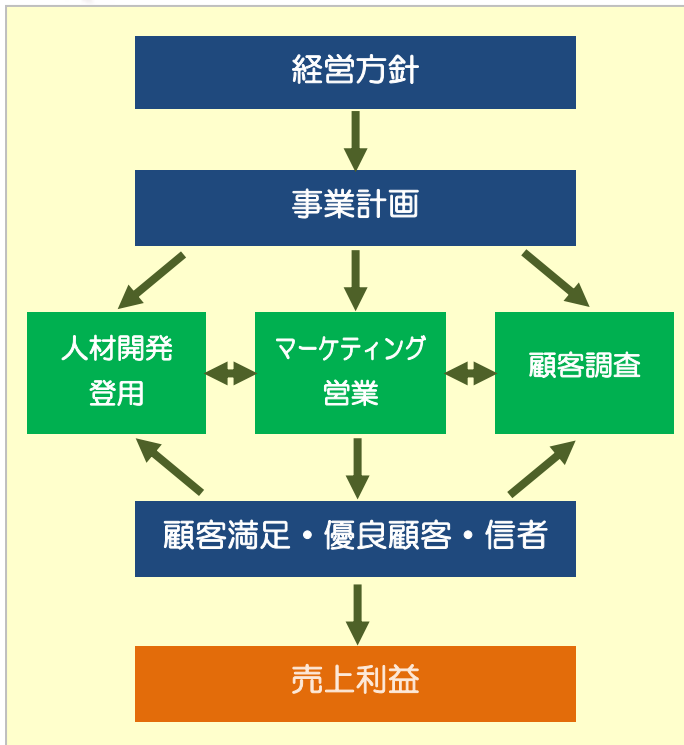 経営方針
事業計画
人材開発
登用
マーケティング
営業
顧客調査
顧客満足・優良顧客・信者
売上利益